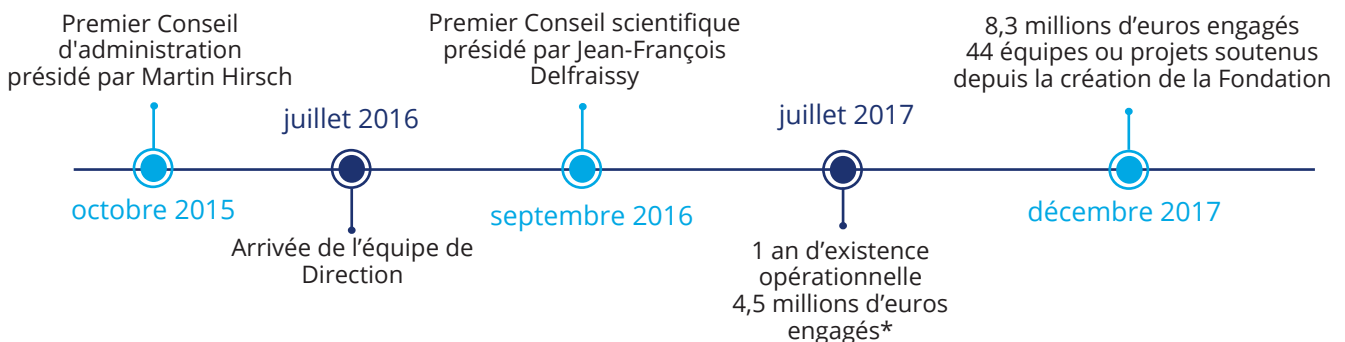 Premier Conseil
d'administration
présidé par Martin Hirsch
octobre 2015
juillet 2016
Arrivée de l’équipe de
Direction
Premier Conseil scientifique
présidé par Jean-François
Delfraissy
septembre 2016
juillet 2017
1 an d’existence
opérationnelle
4,5 millions d’euros
engagés*
8,3 millions d’euros engagés
44 équipes ou projets soutenus
depuis la création de la Fondation
décembre 2017